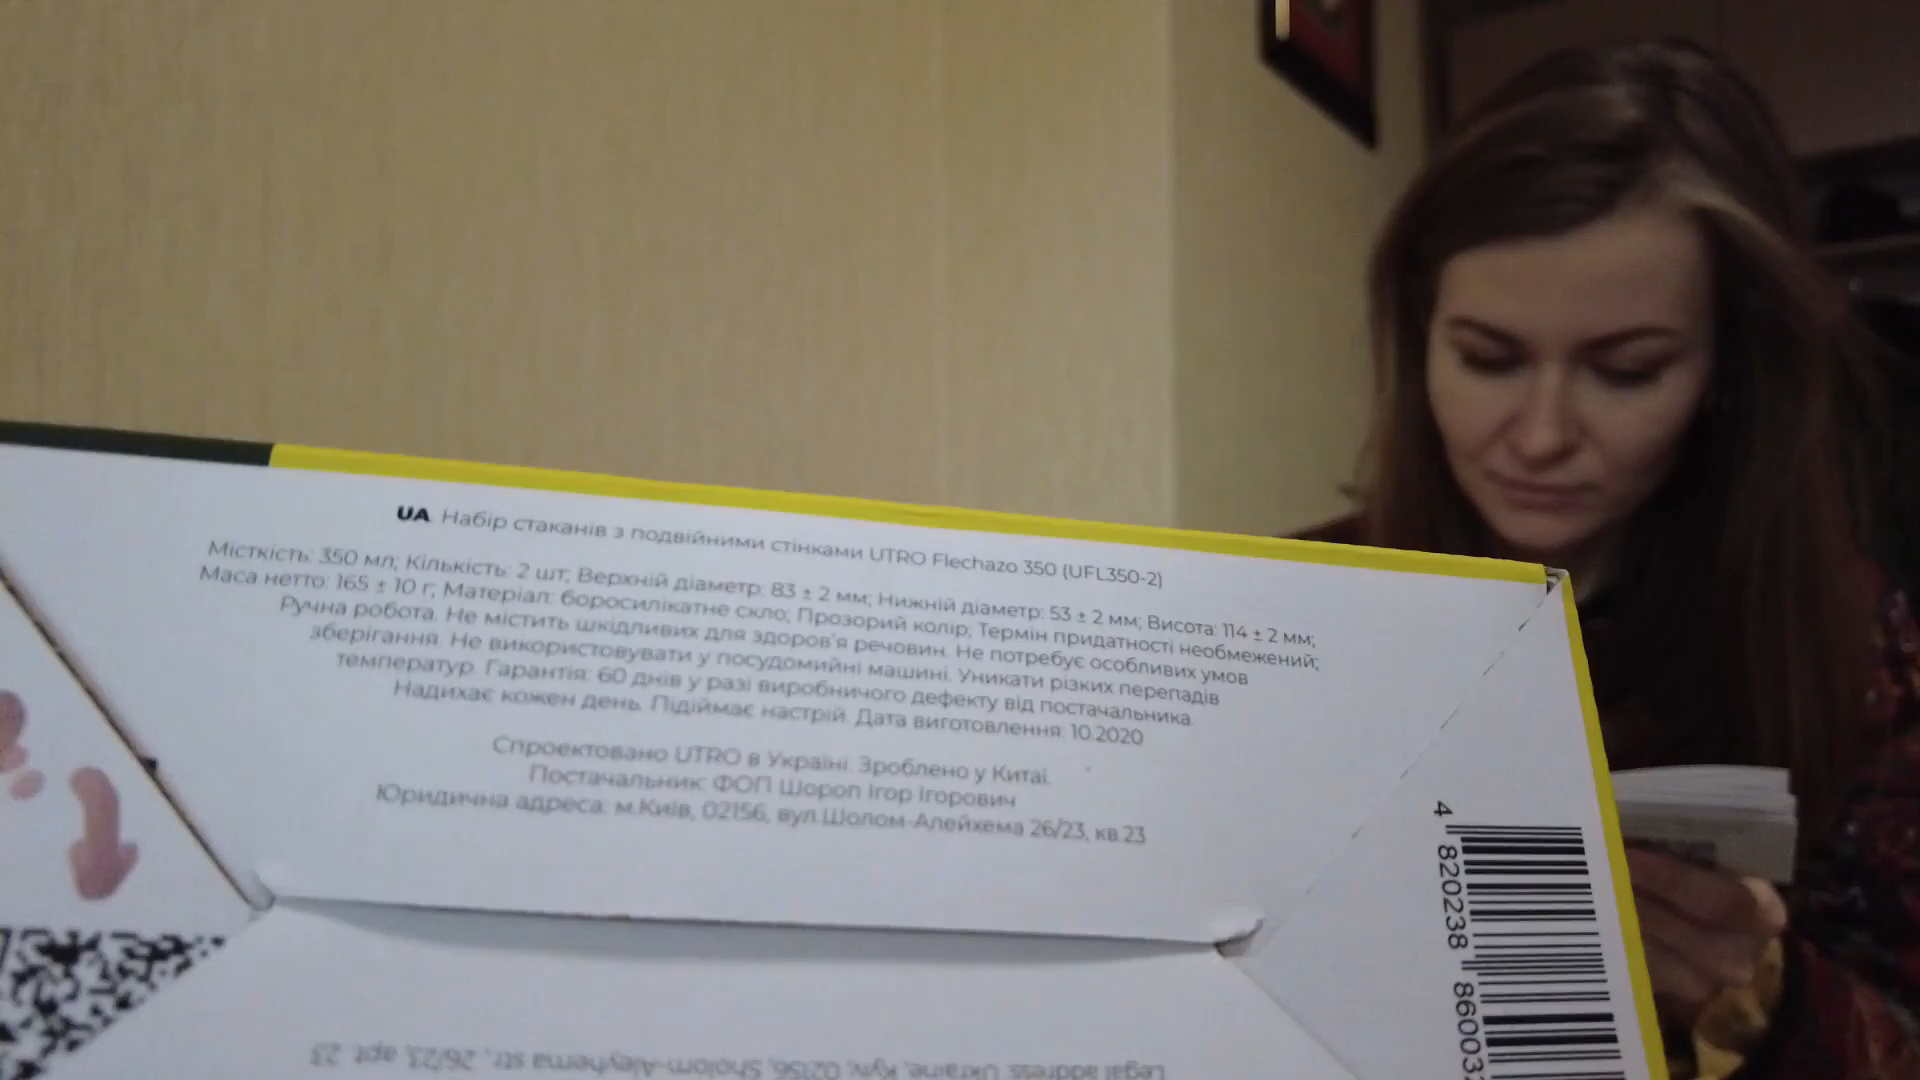 UA Набір стаканів з подвійними стінками UTRO Flechazo 350 (UFL350-2)
Місткість: 350 мл; Кількість: 2 шт; Верхній діаметр: 83 ± 2 мм; Нижній діаметр: 53 ± 2 мм; Висота: 114 ± 2 мм;
Маса нетто: 165 ± 10 г; Матеріал: боросилікатне скло; Прозорий колір; Термін придатності необмежений;
Ручна робота. Не містить шкідливих для здоров'я речовин. Не потребує особливих умов
зберігання. Не використовувати у посудомийні машині. Уникати різких перепадів
температур. Гарантія: 60 днів у разі виробничого дефекту від постачальника.
Надихає кожен день. Підіймає настрій. Дата виготовлення: 10.2020
Спроектовано UTRO в Україні. Зроблено у Китаї.
Постачальник: ФОП Шороп Ігор Ігорович
Юридична адреса: м.Київ, 02156, вул.Шолом-Алейхема 26/23, кв.23
4 820238 86003
Legal address: Ukraine, Kyiv, 02156, Sholom-Aleyhema str., 26/23, apt. 23